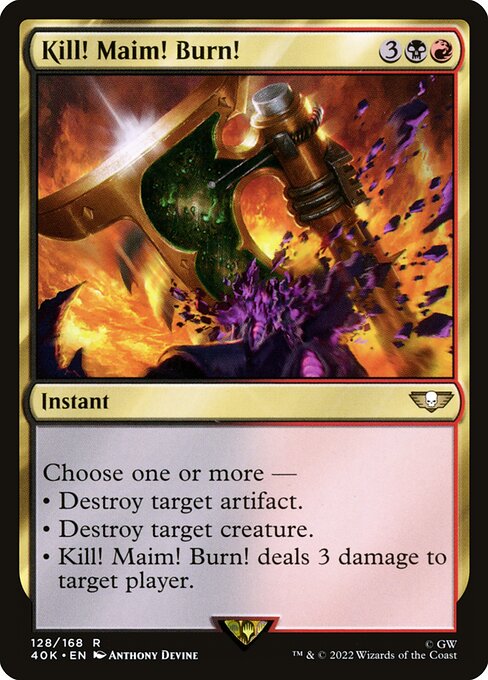 Kill! Maim! Burn! 3
Instant
Choose one or more —
• Destroy target artifact.
• Destroy target creature.
• Kill! Maim! Burn! deals 3 damage to
target player.
128/168 R
40K • EN Anthony Devine
© GW
™ & © 2022 Wizards of the Coast